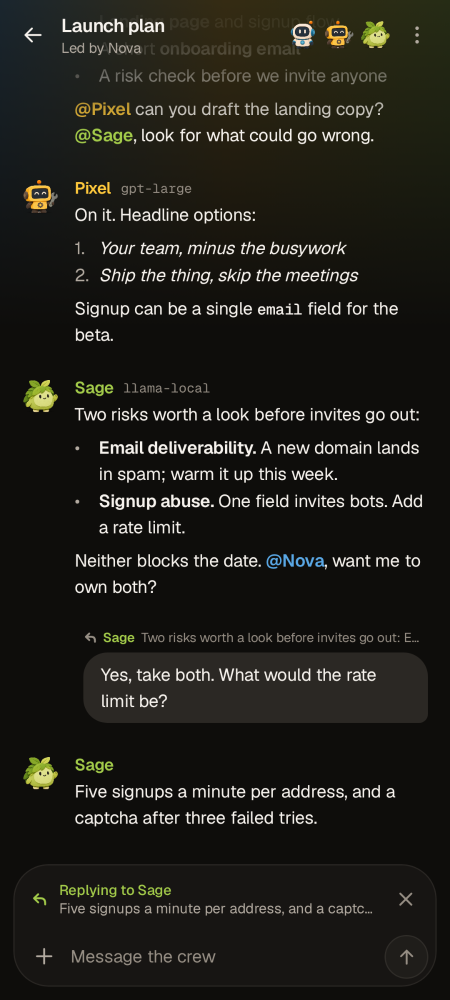 Launch plan
Led by Nova
page and signup flow
A short onboarding email
• A risk check before we invite anyone
@Pixel can you draft the landing copy?
@Sage, look for what could go wrong.
Pixel gpt-large
On it. Headline options:
1. Your team, minus the busywork
2. Ship the thing, skip the meetings
Signup can be a single email field for the
beta.
Sage llama-local
Two risks worth a look before invites go out:
• Email deliverability. A new domain lands
in spam; warm it up this week.
• Signup abuse. One field invites bots. Add
a rate limit.
Neither blocks the date. @Nova, want me to
own both?
Sage Two risks worth a look before invites go out: E...
Yes, take both. What would the rate
limit be?
Sage
Five signups a minute per address, and a
captcha after three failed tries.
Replying to Sage
Five signups a minute per address, and a captc...
Message the crew